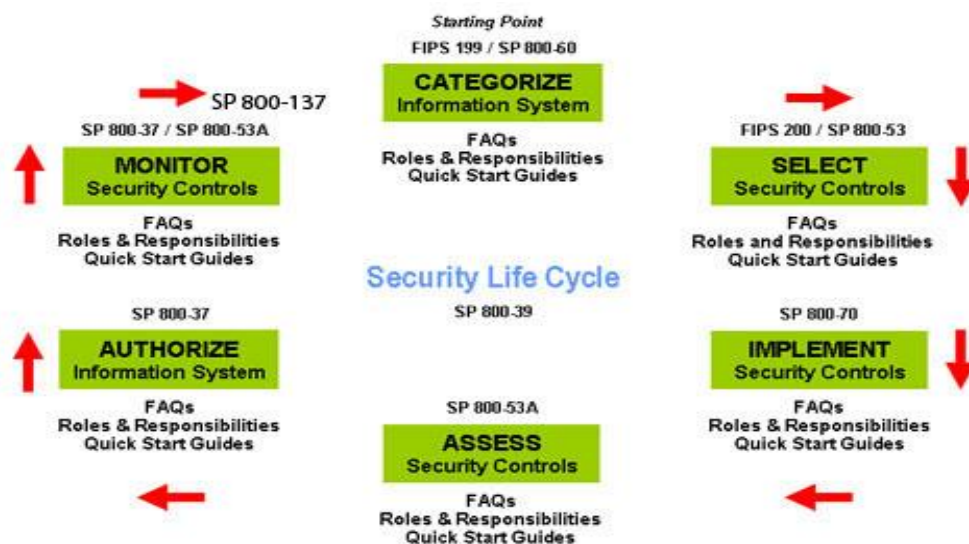 Starting Point
FIPS 199 / SP 800-60
CATEGORIZE
Information System
FAQs
Roles & Responsibilities
Quick Start Guides
SP 800-137
SP 800-37 / SP 800-53A
MONITOR
Security Controls
FAQs
Roles & Responsibilities
Quick Start Guides
FIPS 200 / SP 800-53
SELECT
Security Controls
FAQs
Roles and Responsibilities
Quick Start Guides
Security Life Cycle
SP 800-39
SP 800-37
AUTHORIZE
Information System
FAQs
Roles & Responsibilities
Quick Start Guides
SP 800-70
IMPLEMENT
Security Controls
FAQs
Roles & Responsibilities
Quick Start Guides
SP 800-53A
ASSESS
Security Controls
FAQs
Roles & Responsibilities
Quick Start Guides